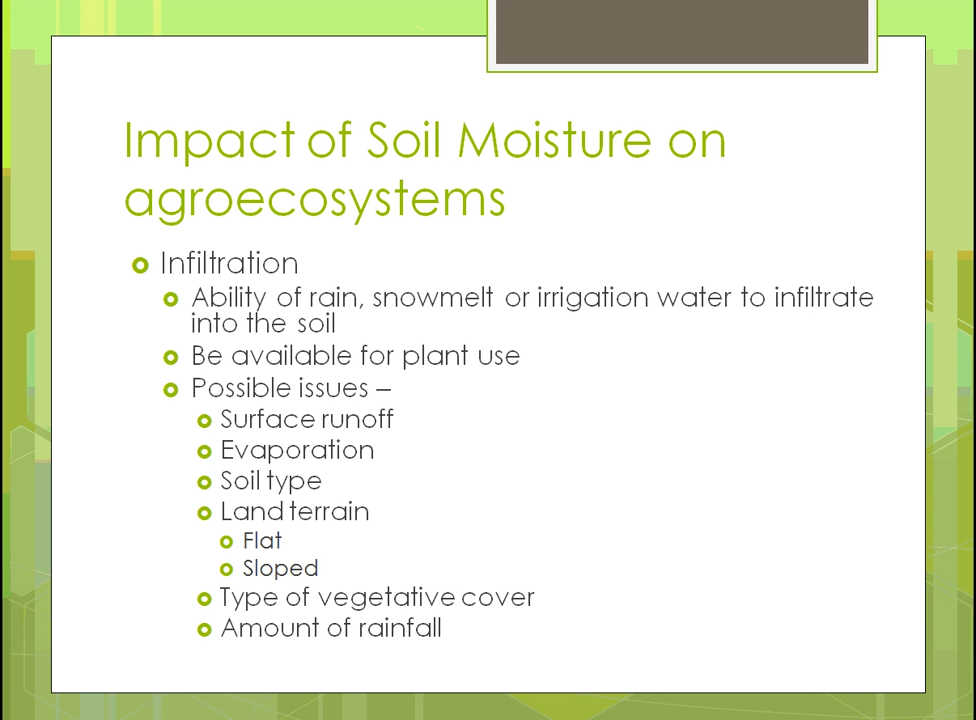 Impact of Soil Moisture on
agroecosystems
Infiltration
Ability of rain, snowmelt or irrigation water to infiltrate
into the soil
Be available for plant use
Possible issues –
Surface runoff
Evaporation
Soil type
Land terrain
Flat
Sloped
Type of vegetative cover
Amount of rainfall